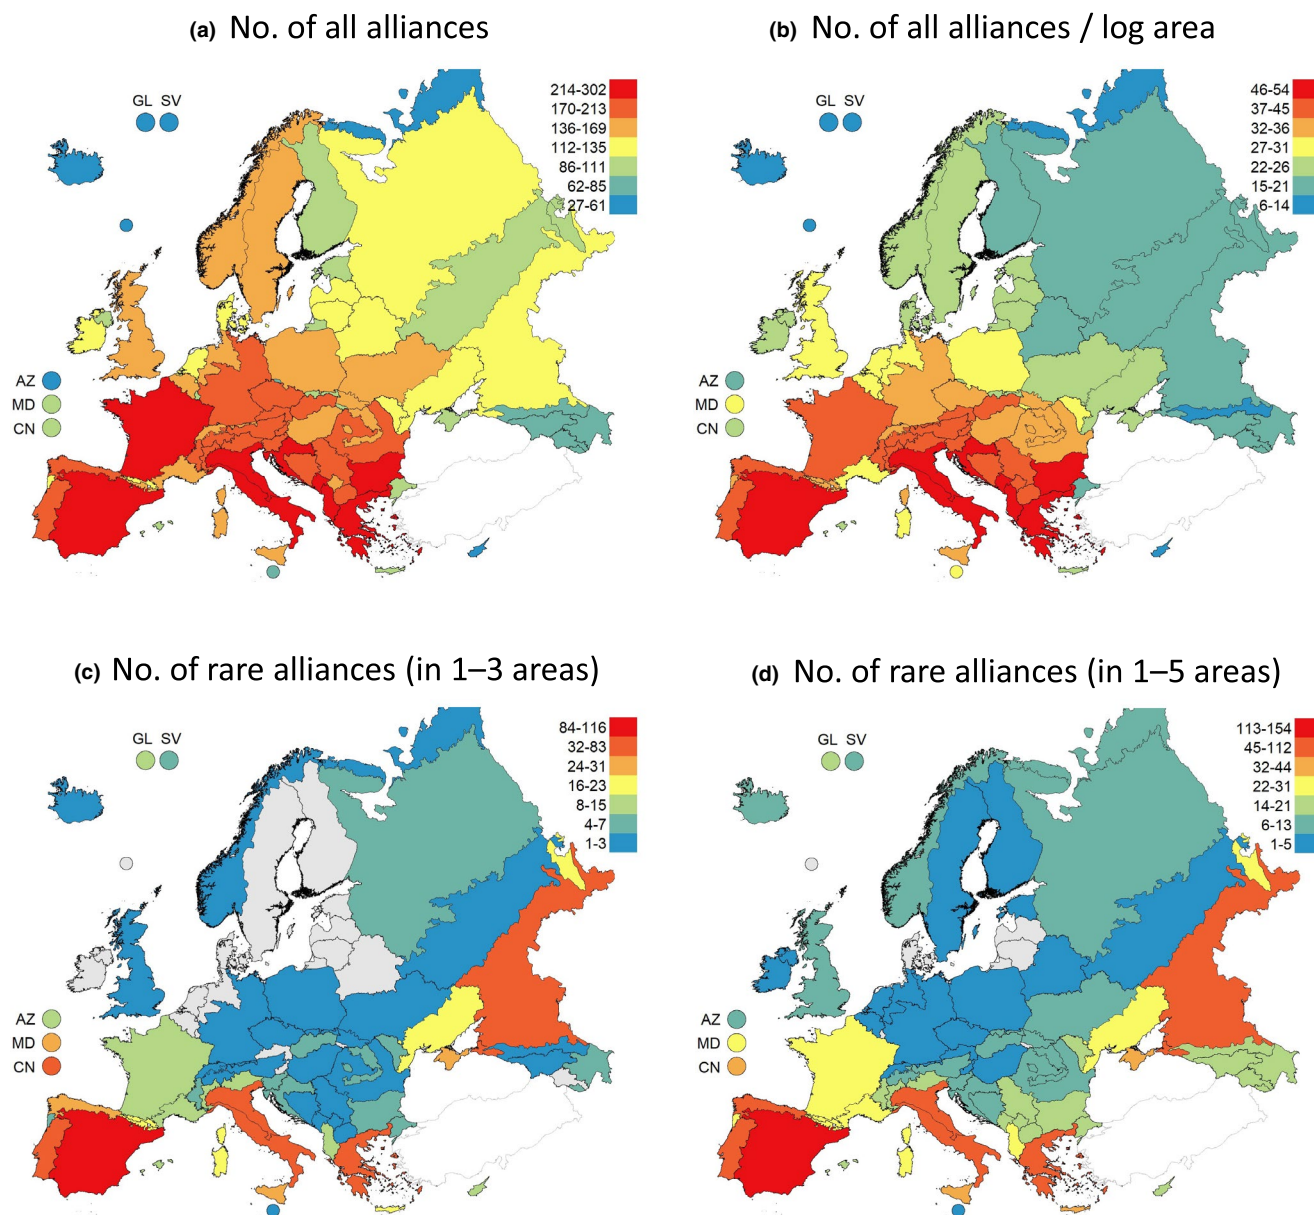 (a) No. of all alliances
GL SV
214-302
170-213
136-169
112-135
86-111
62-85
27-61
AZ
MD
CN
(b) No. of all alliances / log area
GL SV
46-54
37-45
32-36
27-31
22-26
15-21
6-14
AZ
MD
CN
(c) No. of rare alliances (in 1–3 areas)
GL SV
84-116
32-83
24-31
16-23
8-15
4-7
1-3
AZ
MD
CN
(d) No. of rare alliances (in 1–5 areas)
GL SV
113-154
45-112
32-44
22-31
14-21
6-13
1-5
AZ
MD
CN